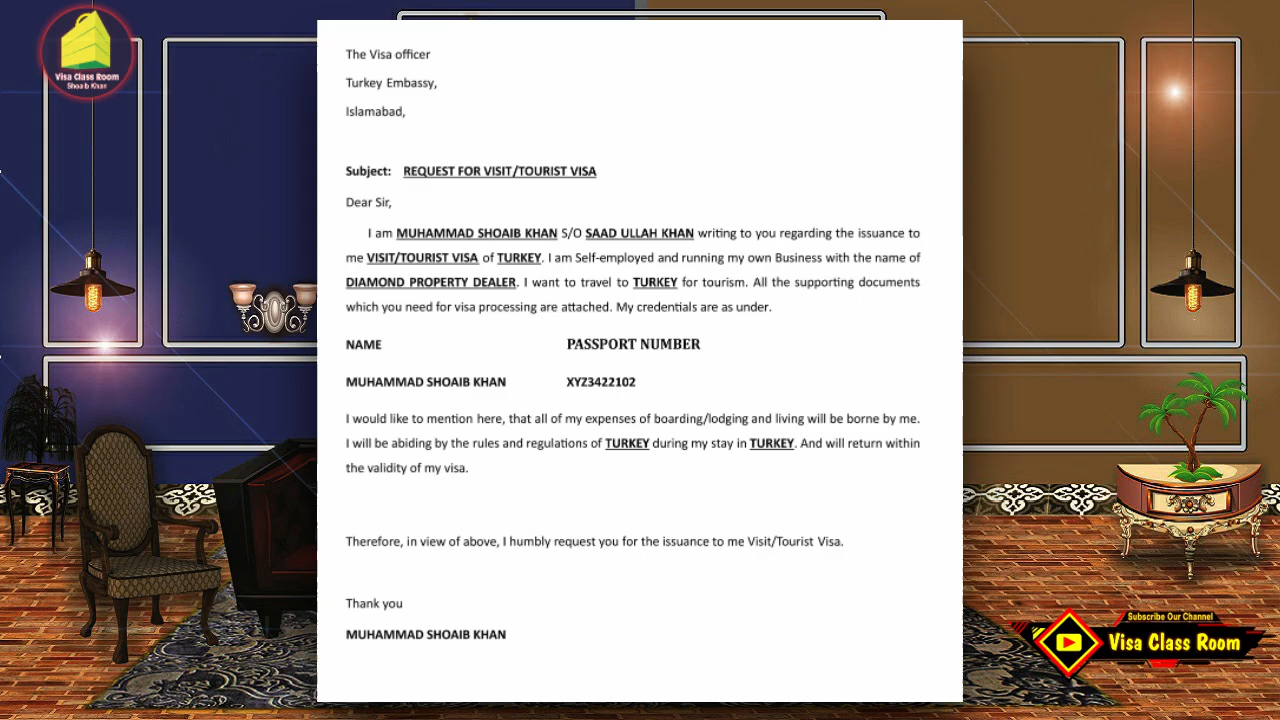 Visa Class Room
Shoaib Khan
The Visa officer
Turkey Embassy,
Islamabad,
Subject: REQUEST FOR VISIT/TOURIST VISA
Dear Sir,
I am MUHAMMAD SHOAIB KHAN S/O SAAD ULLAH KHAN writing to you regarding the issuance to
me VISIT/TOURIST VISA of TURKEY. I am Self-employed and running my own Business with the name of
DIAMOND PROPERTY DEALER. I want to travel to TURKEY for tourism. All the supporting documents
which you need for visa processing are attached. My credentials are as under.
NAME PASSPORT NUMBER
MUHAMMAD SHOAIB KHAN XYZ3422102
I would like to mention here, that all of my expenses of boarding/lodging and living will be borne by me.
I will be abiding by the rules and regulations of TURKEY during my stay in TURKEY. And will return within
the validity of my visa.
Therefore, in view of above, I humbly request you for the issuance to me Visit/Tourist Visa.
Thank you
MUHAMMAD SHOAIB KHAN
Subscribe Our Channel
Visa Class Room